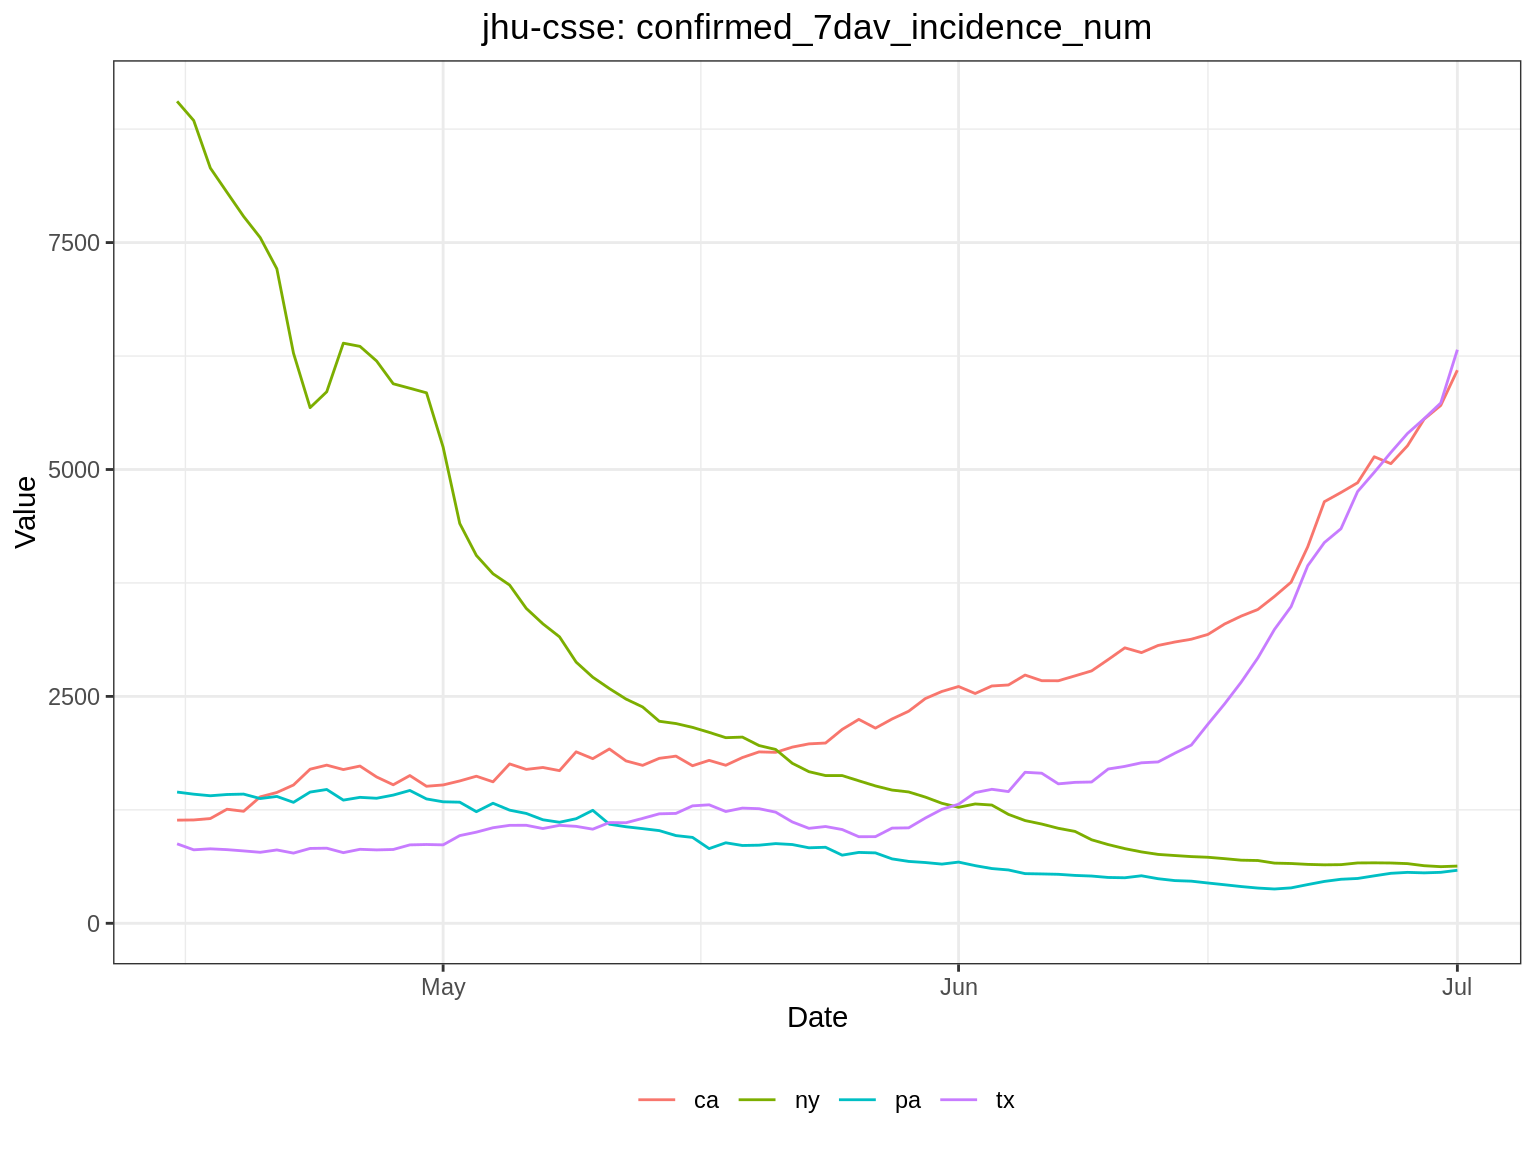 jhu-csse: confirmed_7dav_incidence_num
Value
7500
5000
2500
0
May Jun Jul
Date
ca ny pa tx